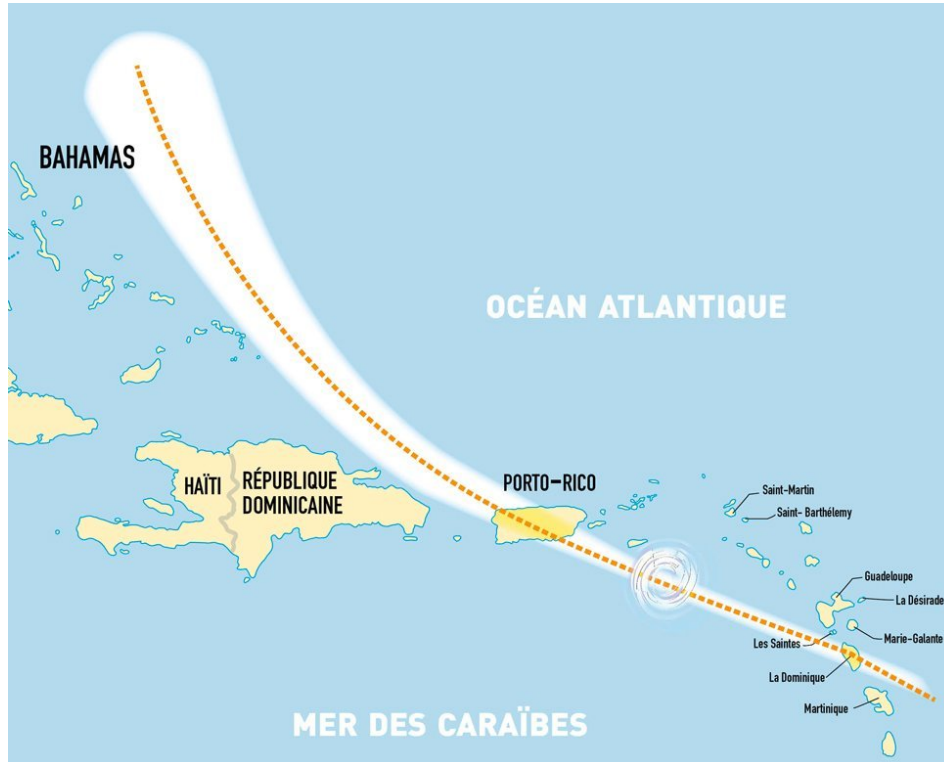 BAHAMAS
OCÉAN ATLANTIQUE
HAÏTI
RÉPUBLIQUE
DOMINICAINE
PORTO-RICO
Saint-Martin
Saint- Barthélemy
Guadeloupe
La Désirade
Marie-Galante
Les Saintes
La Dominique
Martinique
MER DES CARAÏBES